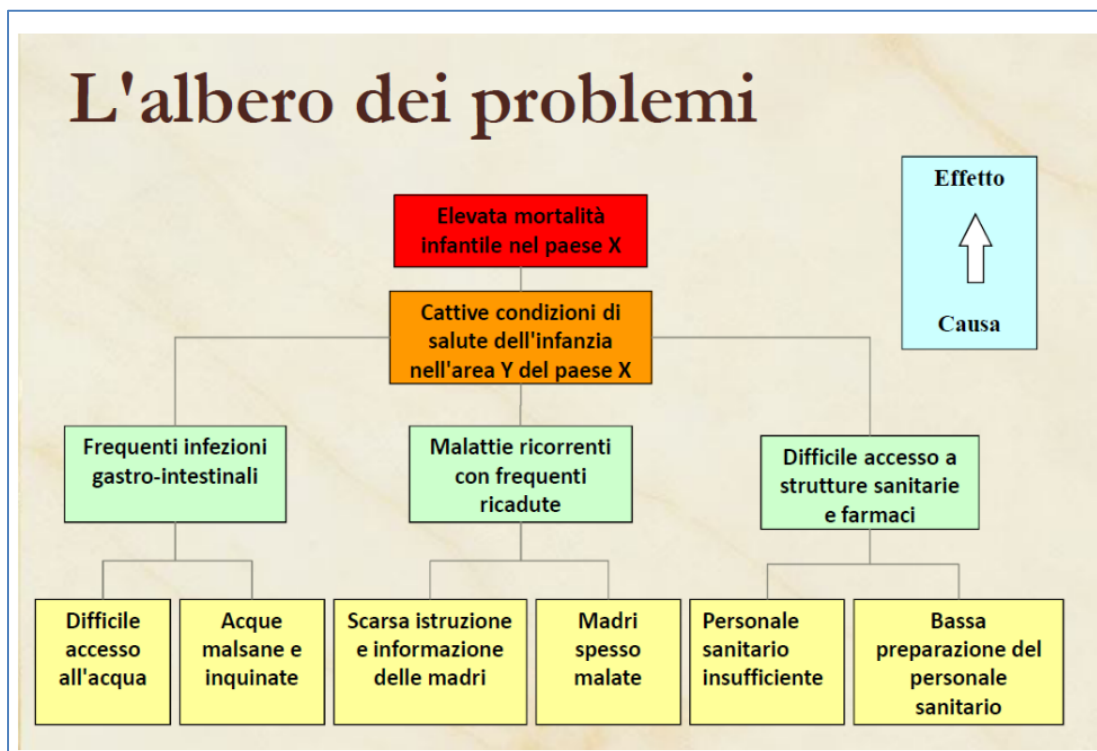 L'albero dei problemi
Effetto
Causa
Elevata mortalità
infantile nel paese X
Cattive condizioni di
salute dell'infanzia
nell'area Y del paese X
Frequenti infezioni
gastro-intestinali
Malattie ricorrenti
con frequenti
ricadute
Difficile accesso a
strutture sanitarie
e farmaci
Difficile
accesso
all'acqua
Acque
malsane e
inquinate
Scarsa istruzione
e informazione
delle madri
Madri
spesso
malate
Personale
sanitario
insufficiente
Bassa
preparazione del
personale
sanitario